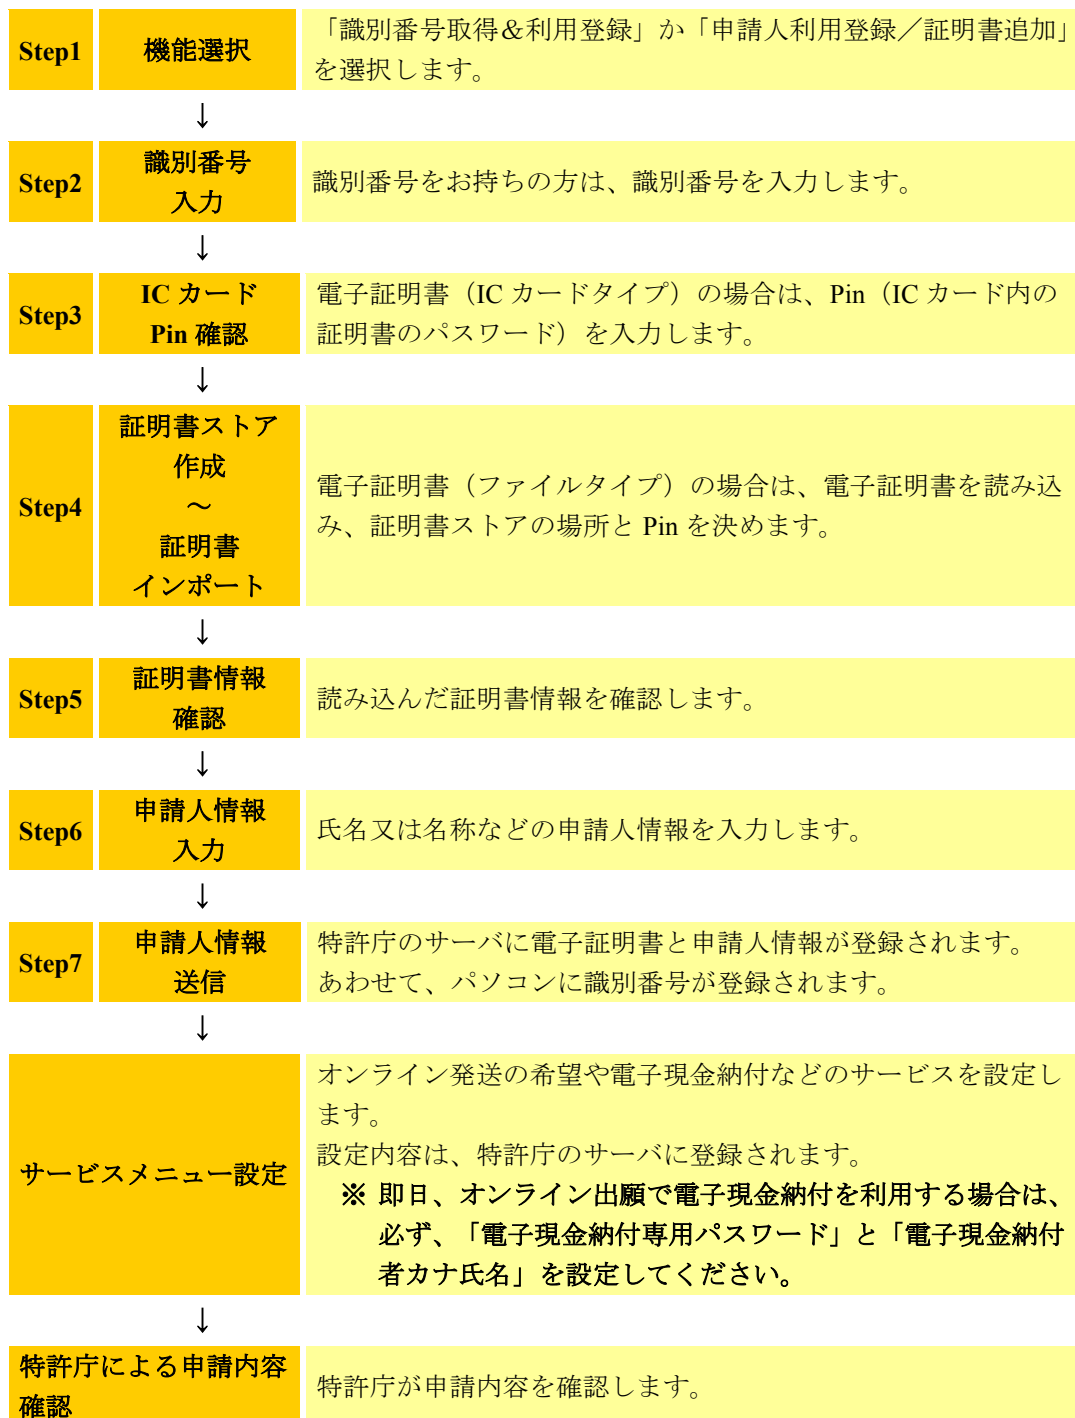 Step1
機能選択
「識別番号取得&利用登録」か「申請人利用登録／証明書追加」
を選択します。
↓
Step2
識別番号
入力
識別番号をお持ちの方は、識別番号を入力します。
↓
Step3
IC カード
Pin 確認
電子証明書（IC カードタイプ）の場合は、Pin（IC カード内の
証明書のパスワード）を入力します。
↓
Step4
証明書ストア
作成
～
証明書
インポート
電子証明書（ファイルタイプ）の場合は、電子証明書を読み込
み、証明書ストアの場所と Pin を決めます。
↓
Step5
証明書情報
確認
読み込んだ証明書情報を確認します。
↓
Step6
申請人情報
入力
氏名又は名称などの申請人情報を入力します。
↓
Step7
申請人情報
送信
特許庁のサーバに電子証明書と申請人情報が登録されます。
あわせて、パソコンに識別番号が登録されます。
↓
サービスメニュー設定
オンライン発送の希望や電子現金納付などのサービスを設定し
ます。
設定内容は、特許庁のサーバに登録されます。
※ 即日、オンライン出願で電子現金納付を利用する場合は、
必ず、「電子現金納付専用パスワード」と「電子現金納付
者カナ氏名」を設定してください。
↓
特許庁による申請内容
確認
特許庁が申請内容を確認します。